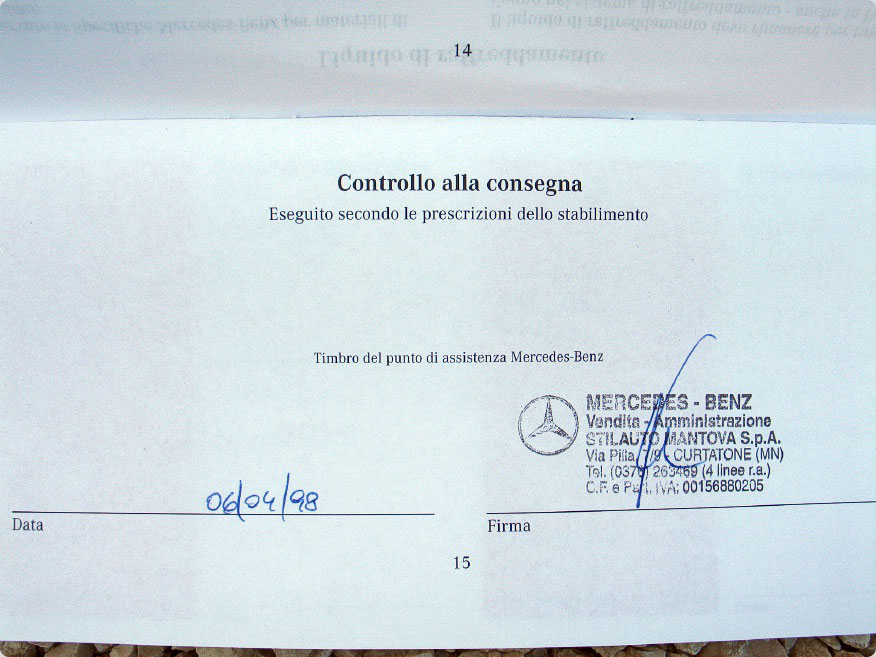 14
Controllo alla consegna
Eseguito secondo le prescrizioni dello stabilimento
Timbro del punto di assistenza Mercedes-Benz
MERCEDES - BENZ
Vendita - Amministrazione
STILAUTO MANTOVA S.p.A.
Via Pilla, 7/9 - CURTATONE (MN)
Tel. (0376) 263469 (4 linee r.a.)
C.F. e Part. IVA: 00156880205
06/04/98
Data
Firma
15